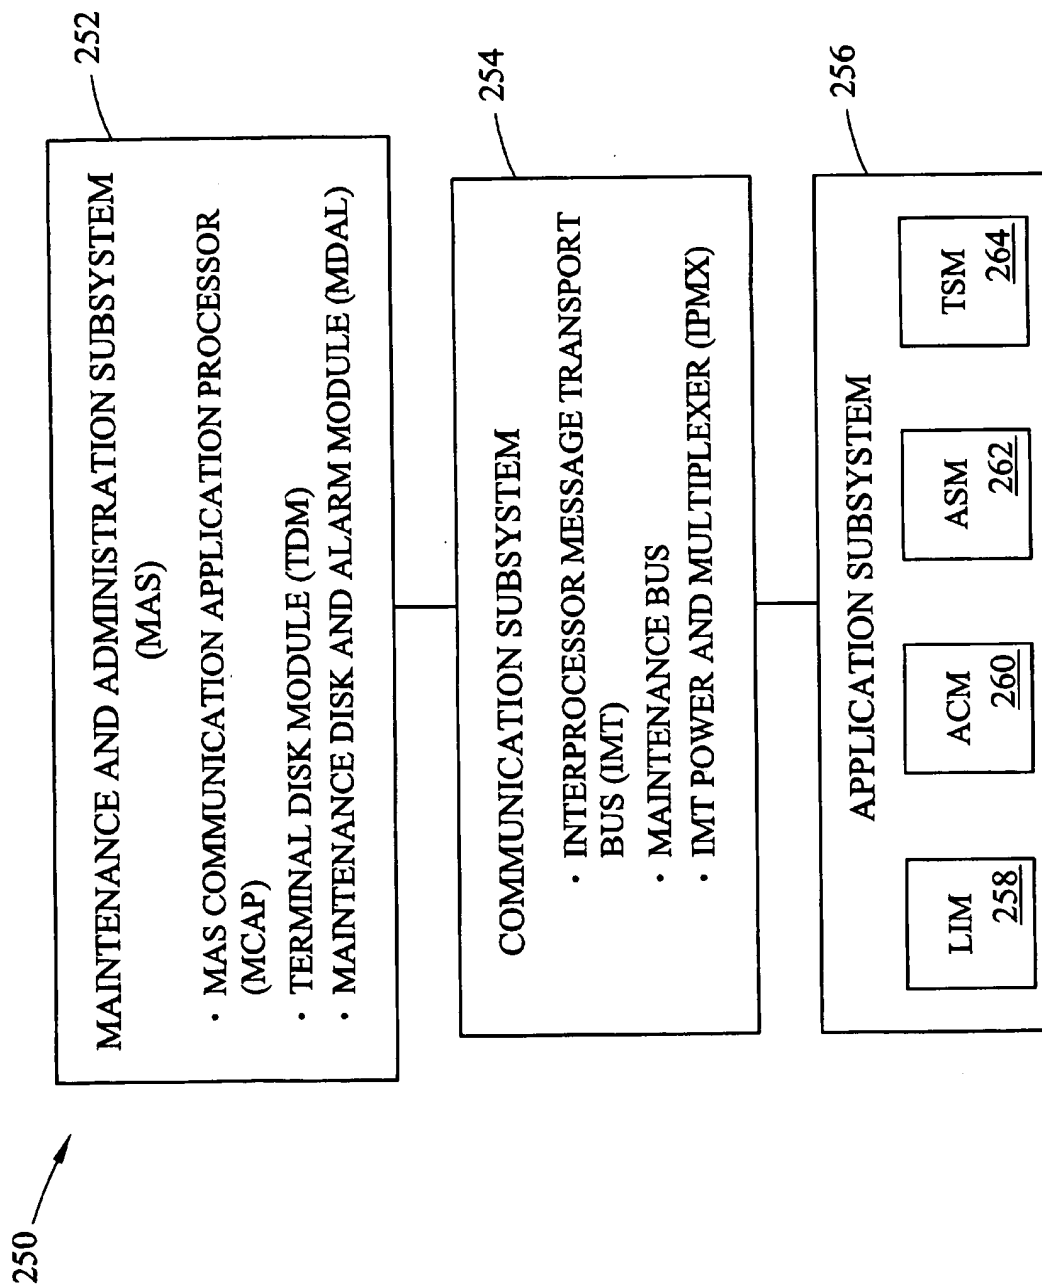 250
252
MAINTENANCE AND ADMINISTRATION SUBSYSTEM
(MAS)
· MAS COMMUNICATION APPLICATION PROCESSOR
(MCAP)
· TERMINAL DISK MODULE (TDM)
· MAINTENANCE DISK AND ALARM MODULE (MDAL)
254
COMMUNICATION SUBSYSTEM
· INTERPROCESSOR MESSAGE TRANSPORT
BUS (IMT)
· MAINTENANCE BUS
· IMT POWER AND MULTIPLEXER (IPMX)
256
APPLICATION SUBSYSTEM
LIM
258
ACM
260
ASM
262
TSM
264